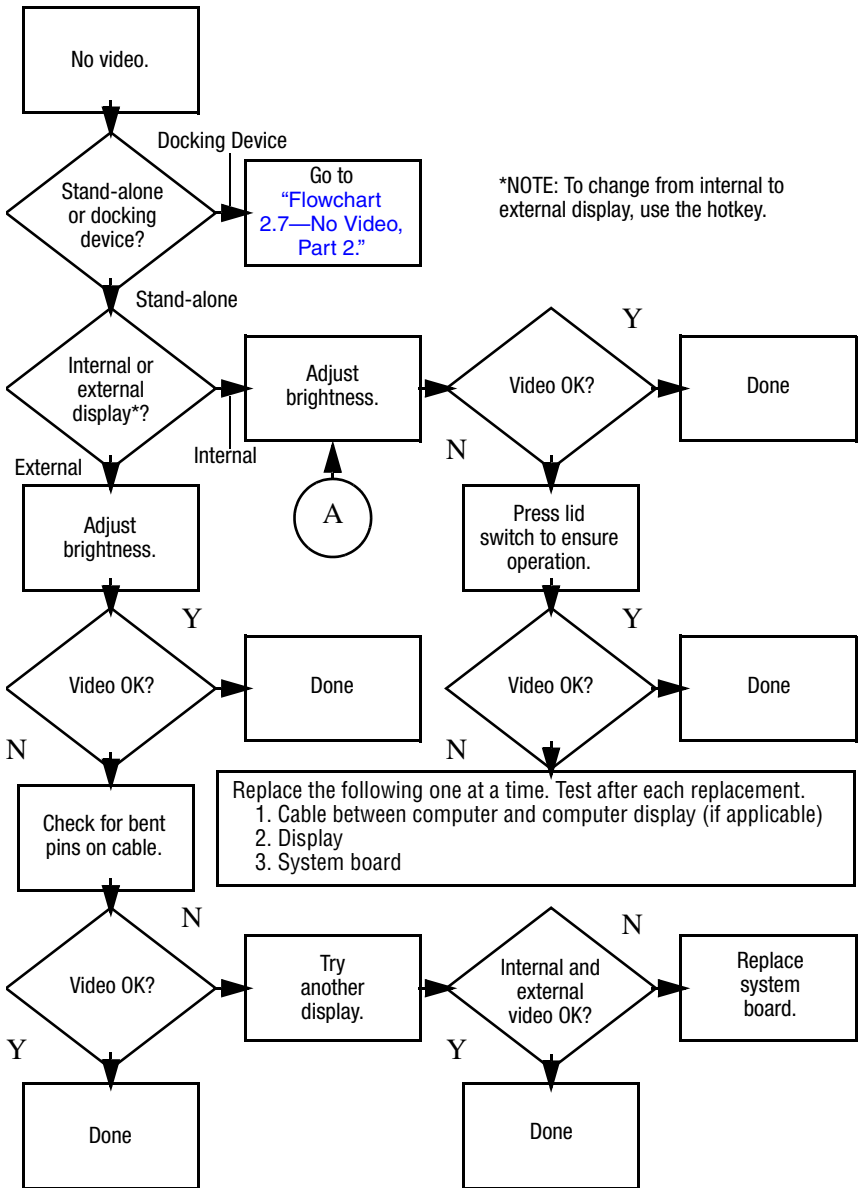 No video.
Docking Device
Stand-alone
or docking
device?
Go to
“Flowchart
2.7—No Video,
Part 2.”
*NOTE: To change from internal to
external display, use the hotkey.
Stand-alone
Internal or
external
display*?
Internal
External
Adjust
brightness.
A
Video OK?
Y
Done
N
Press lid
switch to ensure
operation.
Video OK?
Y
Done
N
Replace the following one at a time. Test after each replacement.
1. Cable between computer and computer display (if applicable)
2. Display
3. System board
Adjust
brightness.
Video OK?
Y
Done
N
Check for bent
pins on cable.
Video OK?
N
Try
another
display.
Internal and
external
video OK?
N
Replace
system
board.
Y
Done
Y
Done